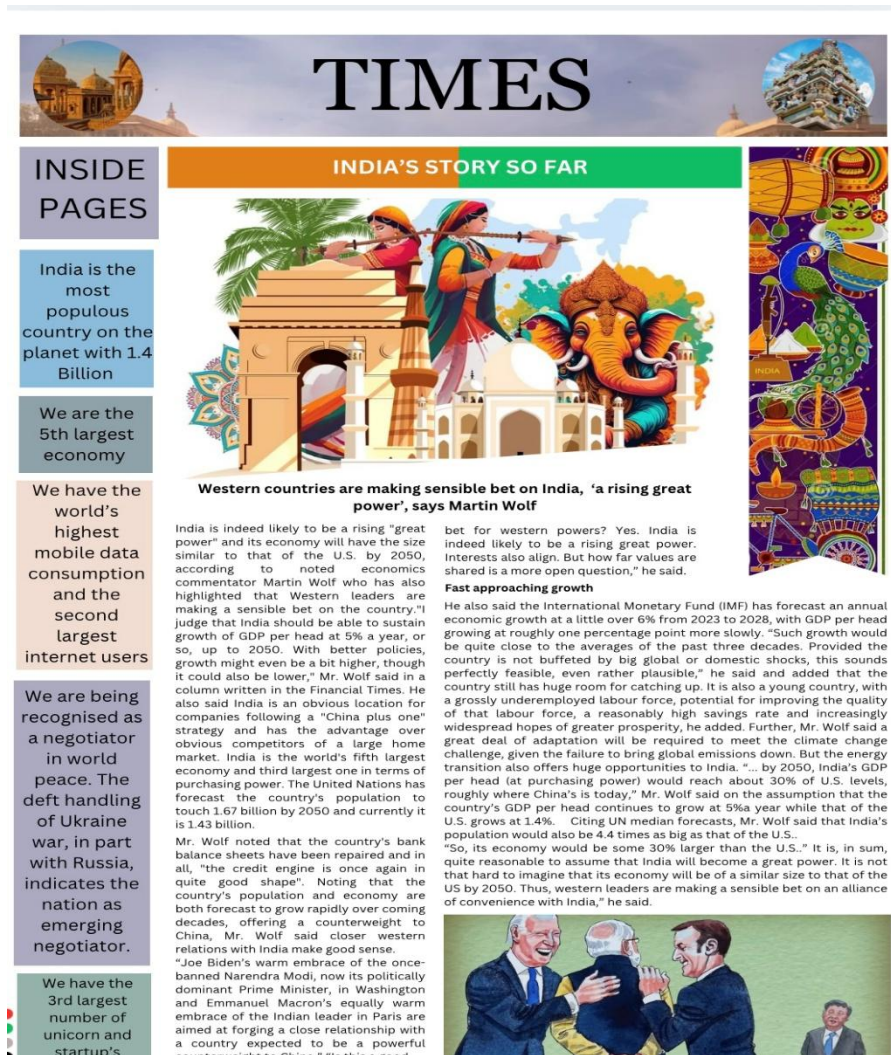 TIMES
INSIDE
PAGES
India is the
most
populous
country on the
planet with 1.4
Billion
We are the
5th largest
economy
We have the
world's
highest
mobile data
consumption
and the
second
largest
internet users
We are being
recognised as
a negotiator
in world
peace. The
deft handling
of Ukraine
war, in part
with Russia,
indicates the
nation as
emerging
negotiator.
We have the
3rd largest
number of
unicorn and
startup's
INDIA'S STORY SO FAR
INDIA
Western countries are making sensible bet on India, 'a rising great
power', says Martin Wolf
India is indeed likely to be a rising "great
power" and its economy will have the size
similar to that of the U.S. by 2050,
according to noted economics
commentator Martin Wolf who has also
highlighted that Western leaders are
making a sensible bet on the country."I
judge that India should be able to sustain
growth of GDP per head at 5% a year, or
so, up to 2050. With better policies,
growth might even be a bit higher, though
it could also be lower," Mr. Wolf said in a
column written in the Financial Times. He
also said India is an obvious location for
companies following a "China plus one"
strategy and has the advantage over
obvious competitors of a large home
market. India is the world's fifth largest
economy and third largest one in terms of
purchasing power. The United Nations has
forecast the country's population to
touch 1.67 billion by 2050 and currently it
is 1.43 billion.
Mr. Wolf noted that the country's bank
balance sheets have been repaired and in
all, "the credit engine is once again in
quite good shape". Noting that the
country's population and economy are
both forecast to grow rapidly over coming
decades, offering a counterweight to
China, Mr. Wolf said closer western
relations with India make good sense.
"Joe Biden's warm embrace of the once-
banned Narendra Modi, now its politically
dominant Prime Minister, in Washington
and Emmanuel Macron's equally warm
embrace of the Indian leader in Paris are
aimed at forging a close relationship with
a country expected to be a powerful
bet for western powers? Yes. India is
indeed likely to be a rising great power.
Interests also align. But how far values are
shared is a more open question," he said.
Fast approaching growth
He also said the International Monetary Fund (IMF) has forecast an annual
economic growth at a little over 6% from 2023 to 2028, with GDP per head
growing at roughly one percentage point more slowly. "Such growth would
be quite close to the averages of the past three decades. Provided the
country is not buffeted by big global or domestic shocks, this sounds
perfectly feasible, even rather plausible," he said and added that the
country still has huge room for catching up. It is also a young country, with
a grossly underemployed labour force, potential for improving the quality
of that labour force, a reasonably high savings rate and increasingly
widespread hopes of greater prosperity, he added. Further, Mr. Wolf said a
great deal of adaptation will be required to meet the climate change
challenge, given the failure to bring global emissions down. But the energy
transition also offers huge opportunities to India. "... by 2050, India's GDP
per head (at purchasing power) would reach about 30% of U.S. levels,
roughly where China's is today," Mr. Wolf said on the assumption that the
country's GDP per head continues to grow at 5%a year while that of the
U.S. grows at 1.4%. Citing UN median forecasts, Mr. Wolf said that India's
population would also be 4.4 times as big as that of the U.S..
"So, its economy would be some 30% larger than the U.S.." It is, in sum,
quite reasonable to assume that India will become a great power. It is not
that hard to imagine that its economy will be of a similar size to that of the
US by 2050. Thus, western leaders are making a sensible bet on an alliance
of convenience with India," he said.